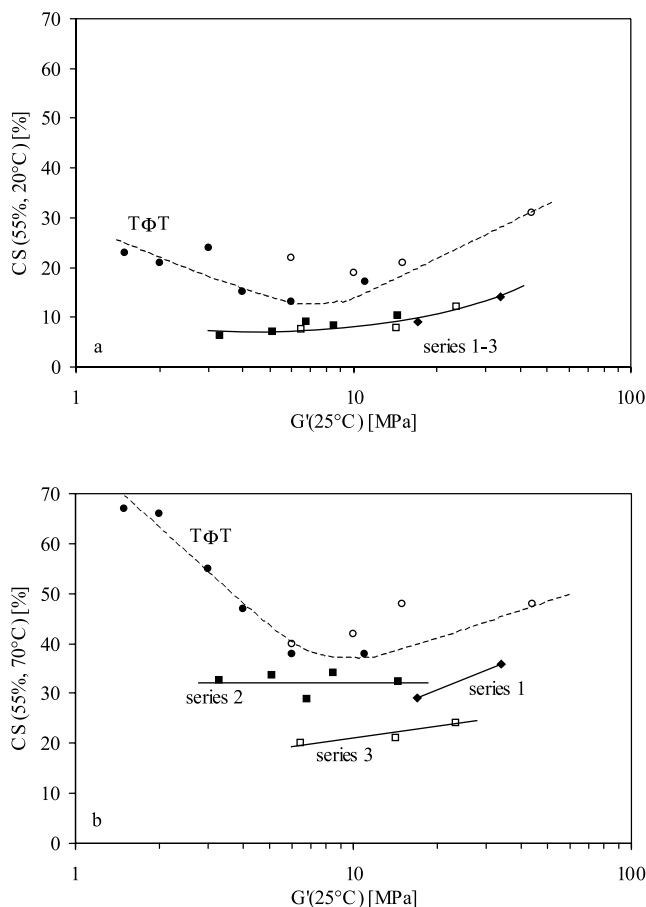 70
60
50
40
30
20
10
0
CS (55%, 20°C) [%]
TΦT
series 1-3
a
1
10
100
G'(25°C) [MPa]
70
60
50
40
30
20
10
0
CS (55%, 70°C) [%]
TΦT
series 2
series 1
series 3
b
1
10
100
G'(25°C) [MPa]